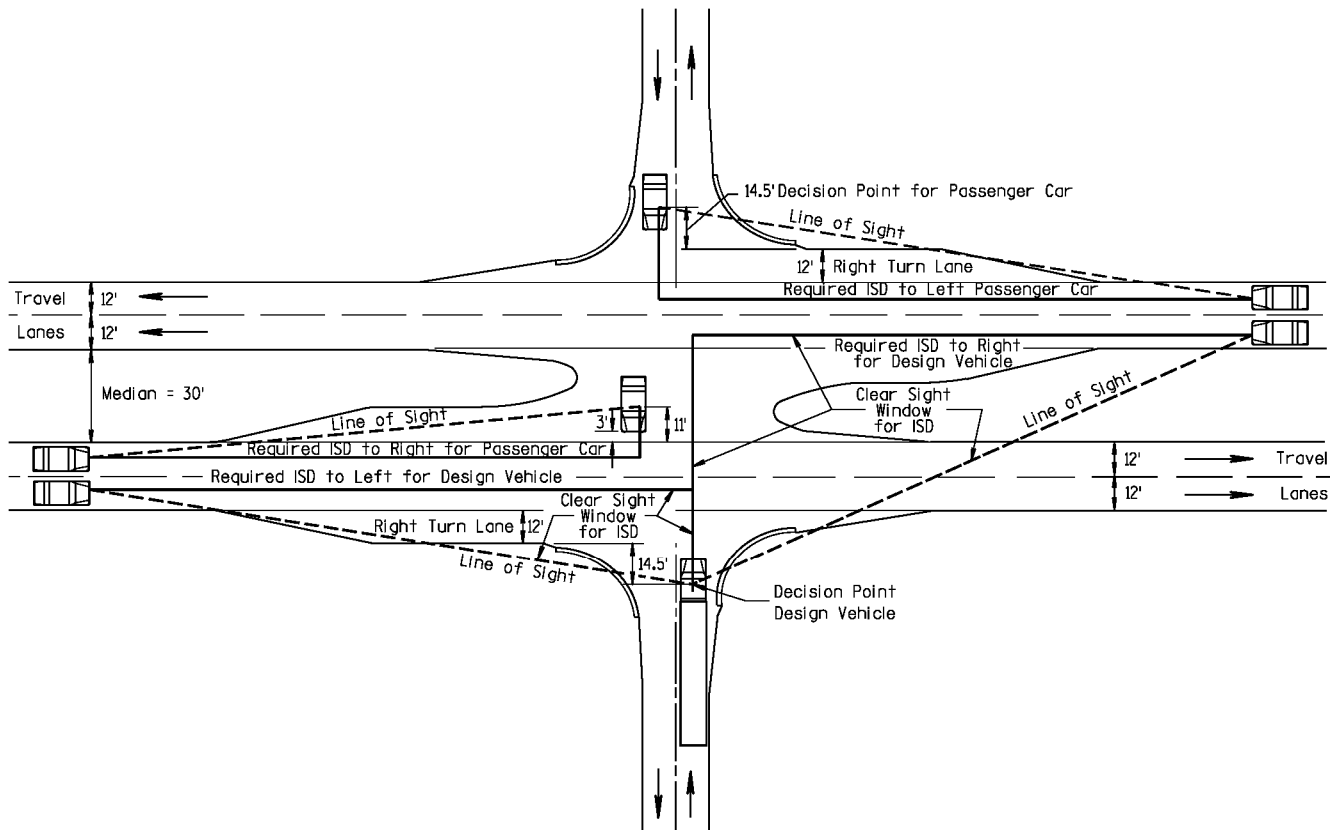 14.5' Decision Point for Passenger Car
Line of Sight
12' Right Turn Lane
Required ISD to Left Passenger Car
Travel 12'
Lanes 12'
Required ISD to Right
for Design Vehicle
Median = 30'
Clear Sight
Window
for ISD
Line of Sight
Line of Sight
3'
11'
Required ISD to Right for Passenger Car
12' Travel
Required ISD to Left for Design Vehicle
12' Lanes
Clear Sight
Window
for ISD
Right Turn Lane 12'
Line of Sight
14.5'
Decision Point
Design Vehicle